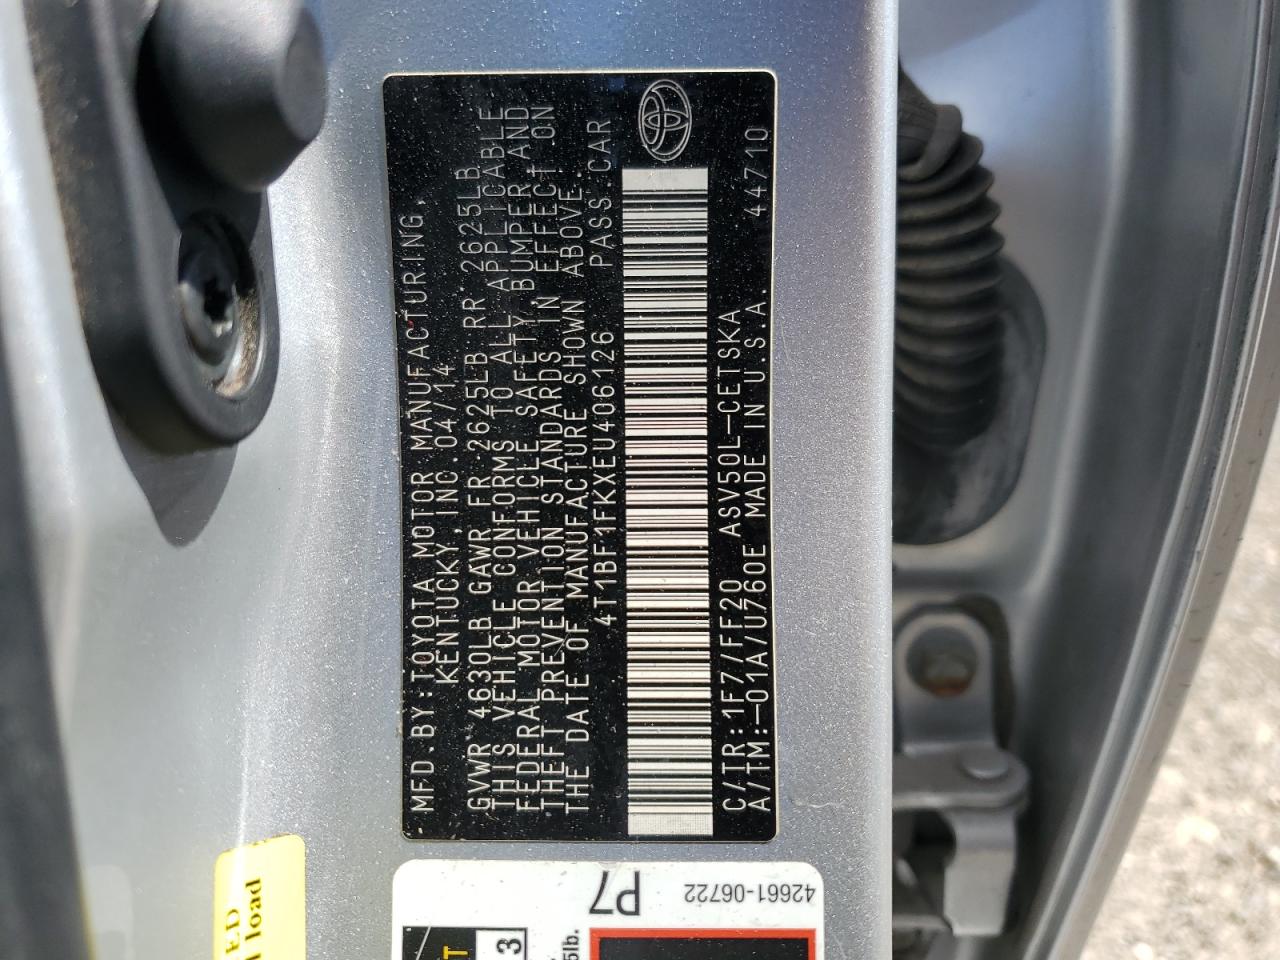 MFD.BY:TOYOTA MOTOR MANUFACTURING,
KENTUCKY,INC.04/14
GVWR 4630LB GAWR FR 2625LB RR 2625LB
THIS VEHICLE CONFORMS TO ALL APPLICABLE
FEDERAL MOTOR VEHICLE SAFETY,BUMPER,AND
THEFT PREVENTION STANDARDS IN EFFECT ON
THE DATE OF MANUFACTURE SHOWN ABOVE.
4T1BF1FKXEU406126 PASS.CAR
C/TR:1F7/FF20 ASV50L-CETSKA
A/TM:-01A/U760E MADE IN U.S.A. 44710
P7
42661-06722
3
5lb.
load